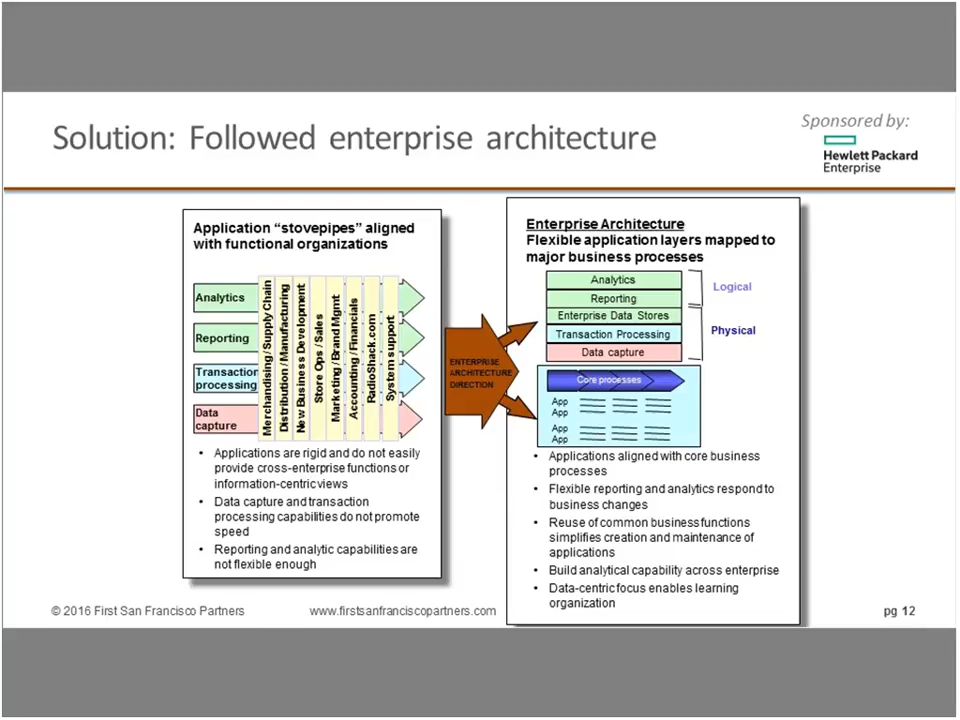 Solution: Followed enterprise architecture
Sponsored by:
Hewlett Packard
Enterprise
Application “stovepipes” aligned
with functional organizations
Analytics
Reporting
Transaction
processing
Data
capture
Merchandising / Supply Chain
Distribution / Manufacturing
New Business Development
Store Ops / Sales
Marketing / Brand Mgmt
Accounting / Financials
RadioShack.com
System support
• Applications are rigid and do not easily
provide cross-enterprise functions or
information-centric views
• Data capture and transaction
processing capabilities do not promote
speed
• Reporting and analytic capabilities are
not flexible enough
ENTERPRISE
ARCHITECTURE
DIRECTION
Enterprise Architecture
Flexible application layers mapped to
major business processes
Analytics
Reporting
Enterprise Data Stores
Transaction Processing
Data capture
Logical
Physical
Core processes
App
App
App
App
• Applications aligned with core business
processes
• Flexible reporting and analytics respond to
business changes
• Reuse of common business functions
simplifies creation and maintenance of
applications
• Build analytical capability across enterprise
• Data-centric focus enables learning
organization
© 2016 First San Francisco Partners
www.firstsanfranciscopartners.com
pg 12